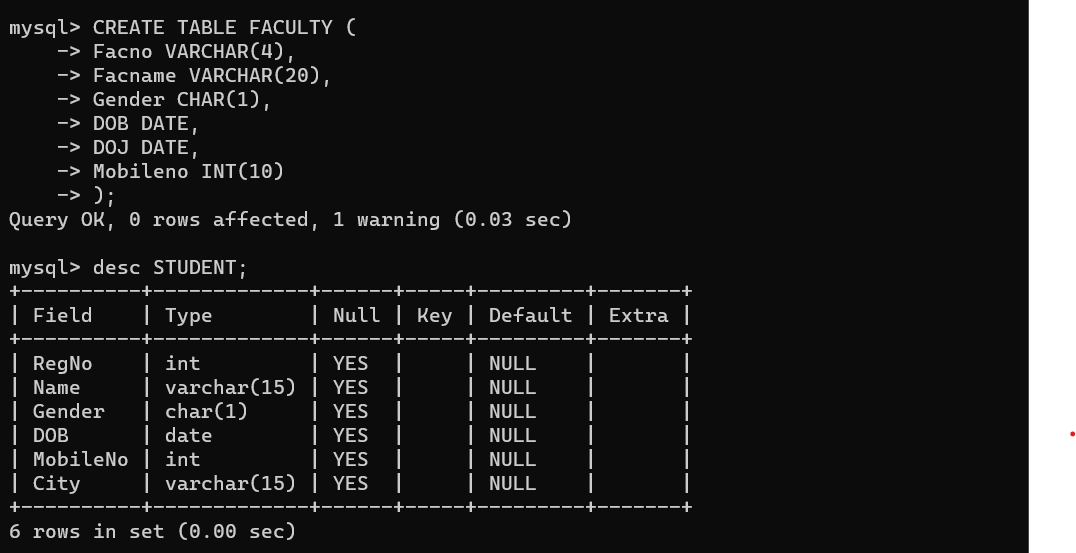 mysql> CREATE TABLE FACULTY (
    -> Facno VARCHAR(4),
    -> Facname VARCHAR(20),
    -> Gender CHAR(1),
    -> DOB DATE,
    -> DOJ DATE,
    -> Mobileno INT(10)
    -> );
Query OK, 0 rows affected, 1 warning (0.03 sec)

mysql> desc STUDENT;
+----------+-------------+------+-----+---------+-------+
| Field    | Type        | Null | Key | Default | Extra |
+----------+-------------+------+-----+---------+-------+
| RegNo    | int         | YES  |     | NULL    |       |
| Name     | varchar(15) | YES  |     | NULL    |       |
| Gender   | char(1)     | YES  |     | NULL    |       |
| DOB      | date        | YES  |     | NULL    |       |
| MobileNo | int         | YES  |     | NULL    |       |
| City     | varchar(15) | YES  |     | NULL    |       |
+----------+-------------+------+-----+---------+-------+
6 rows in set (0.00 sec)